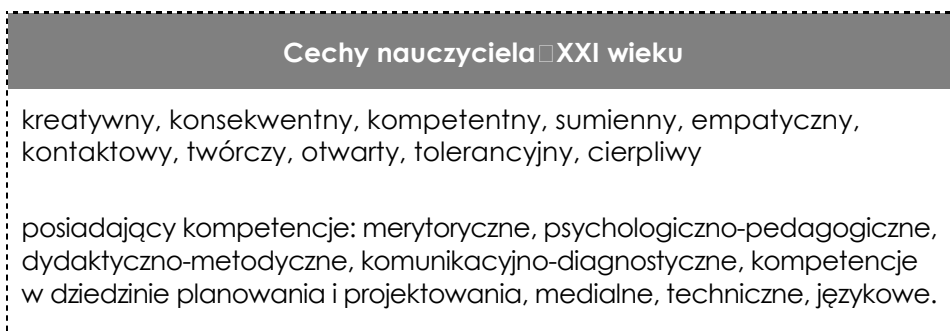 Cechy nauczyciela XXI wieku
kreatywny, konsekwentny, kompetentny, sumienny, empatyczny,
kontaktowy, twórczy, otwarty, tolerancyjny, cierpliwy
posiadający kompetencje: merytoryczne, psychologiczno-pedagogiczne,
dydaktyczno-metodyczne, komunikacyjno-diagnostyczne, kompetencje
w dziedzinie planowania i projektowania, medialne, techniczne, językowe.